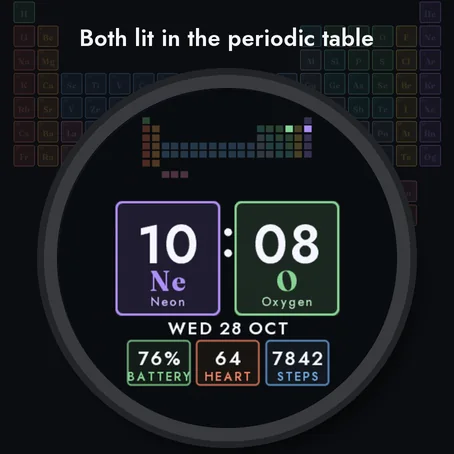 Both lit in the periodic table
10 : 08
Ne O
Neon Oxygen
WED 28 OCT
76% 64 7842
BATTERY HEART STEPS